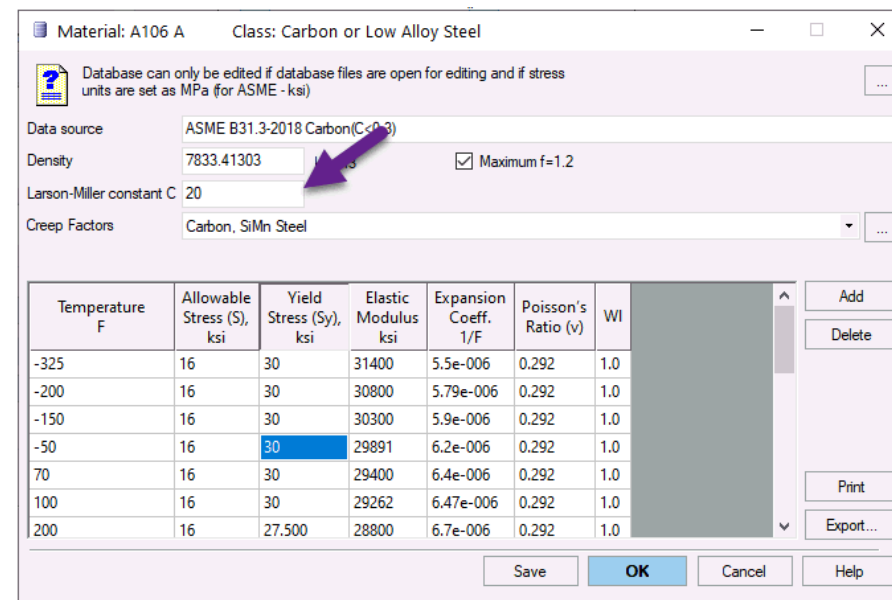 Material: A106 A Class: Carbon or Low Alloy Steel
Database can only be edited if database files are open for editing and if stress
units are set as MPa (for ASME - ksi)
...
Data source ASME B31.3-2018 Carbon(C<0.3)
Density 7833.41303 Maximum f=1.2
Larson-Miller constant C 20
Creep Factors Carbon, SiMn Steel ...
Temperature F Allowable Stress (S), ksi Yield Stress (Sy), ksi Elastic Modulus ksi Expansion Coeff. 1/F Poisson's Ratio (v) WI
-325 16 30 31400 5.5e-006 0.292 1.0
-200 16 30 30800 5.79e-006 0.292 1.0
-150 16 30 30300 5.9e-006 0.292 1.0
-50 16 30 29891 6.2e-006 0.292 1.0
70 16 30 29400 6.4e-006 0.292 1.0
100 16 30 29262 6.47e-006 0.292 1.0
200 16 27.500 28800 6.7e-006 0.292 1.0
Add
Delete
Print
Export...
Save OK Cancel Help